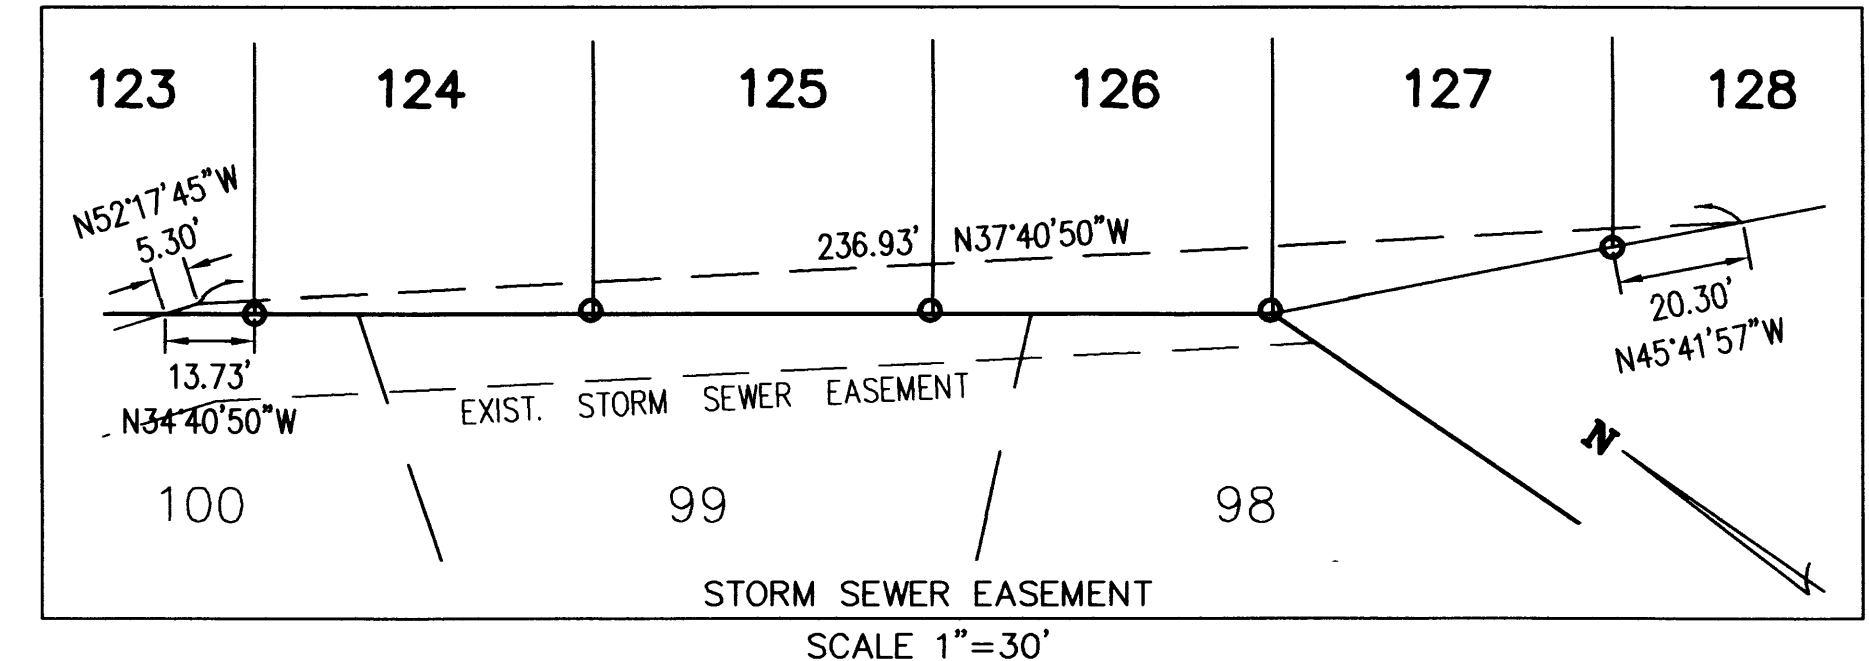 123 124 125 126 127 128
N52°17'45"W
5.30'
236.93' N37°40'50"W
20.30'
N45°41'57"W
13.73'
N34°40'50"W
EXIST. STORM SEWER EASEMENT
N
100 99 98
STORM SEWER EASEMENT
SCALE 1"=30'